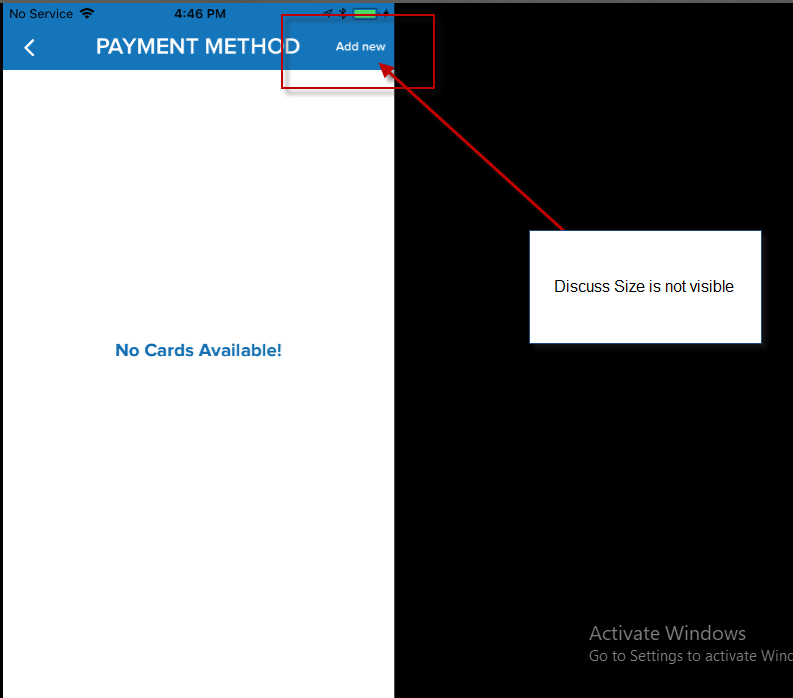 No Service 4:46 PM
PAYMENT METHOD Add new
Discuss Size is not visible
No Cards Available!
Activate Windows
Go to Settings to activate Wind